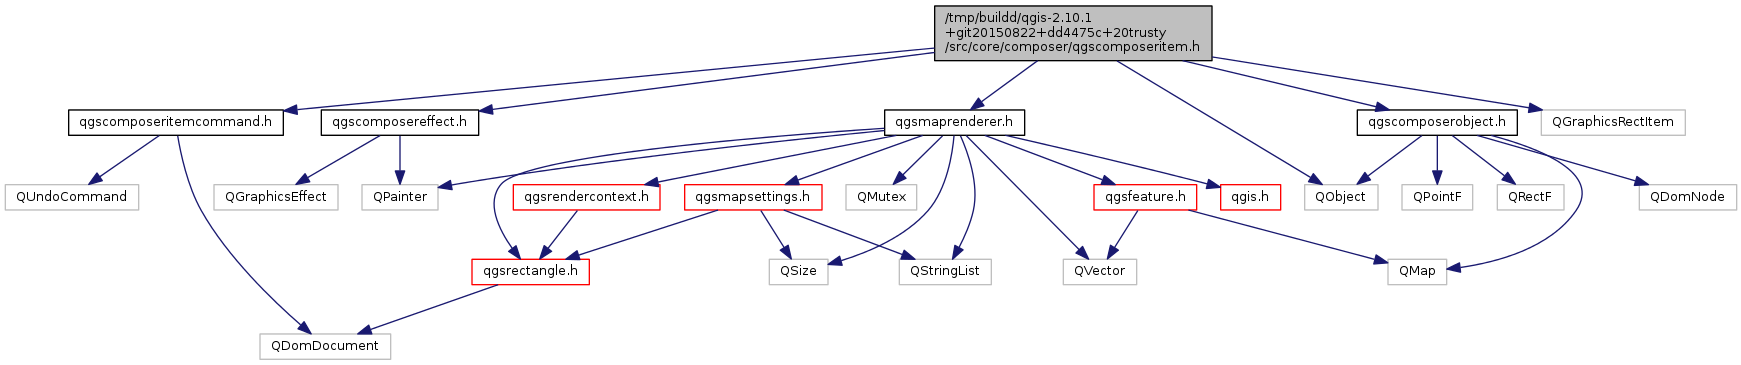 /tmp/buildd/qgis-2.10.1
+git20150822+dd4475c+20trusty
/src/core/composer/qgscomposeritem.h
qgscomposeritemcommand.h
qgscomposereffect.h
qgsmaprenderer.h
qgscomposerobject.h
QGraphicsRectItem
QUndoCommand
QGraphicsEffect
QPainter
qgsrendercontext.h
qgsmapsettings.h
QMutex
qgsfeature.h
qgis.h
QObject
QPointF
QRectF
QDomNode
qgsrectangle.h
QSize
QStringList
QVector
QMap
QDomDocument